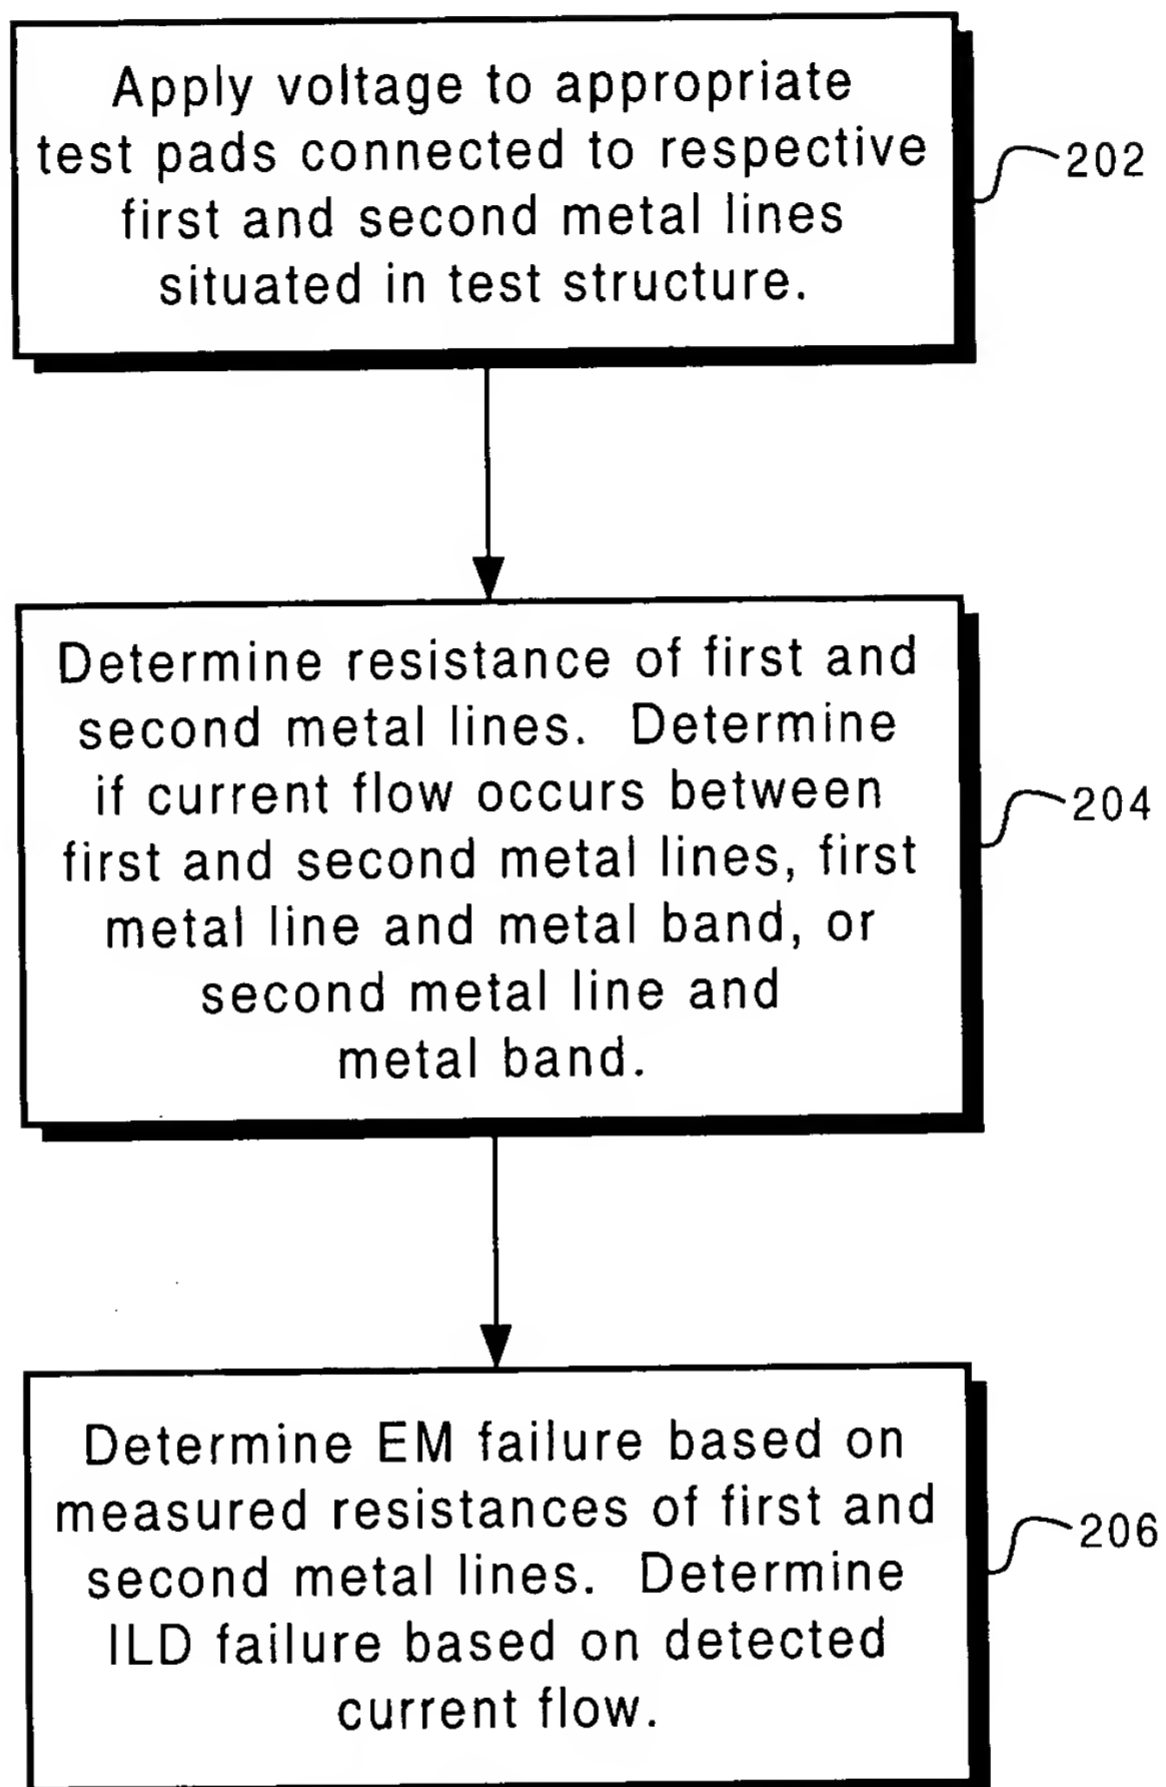 Apply voltage to appropriate
test pads connected to respective
first and second metal lines
situated in test structure.
202
Determine resistance of first and
second metal lines. Determine
if current flow occurs between
first and second metal lines, first
metal line and metal band, or
second metal line and
metal band.
204
Determine EM failure based on
measured resistances of first and
second metal lines. Determine
ILD failure based on detected
current flow.
206